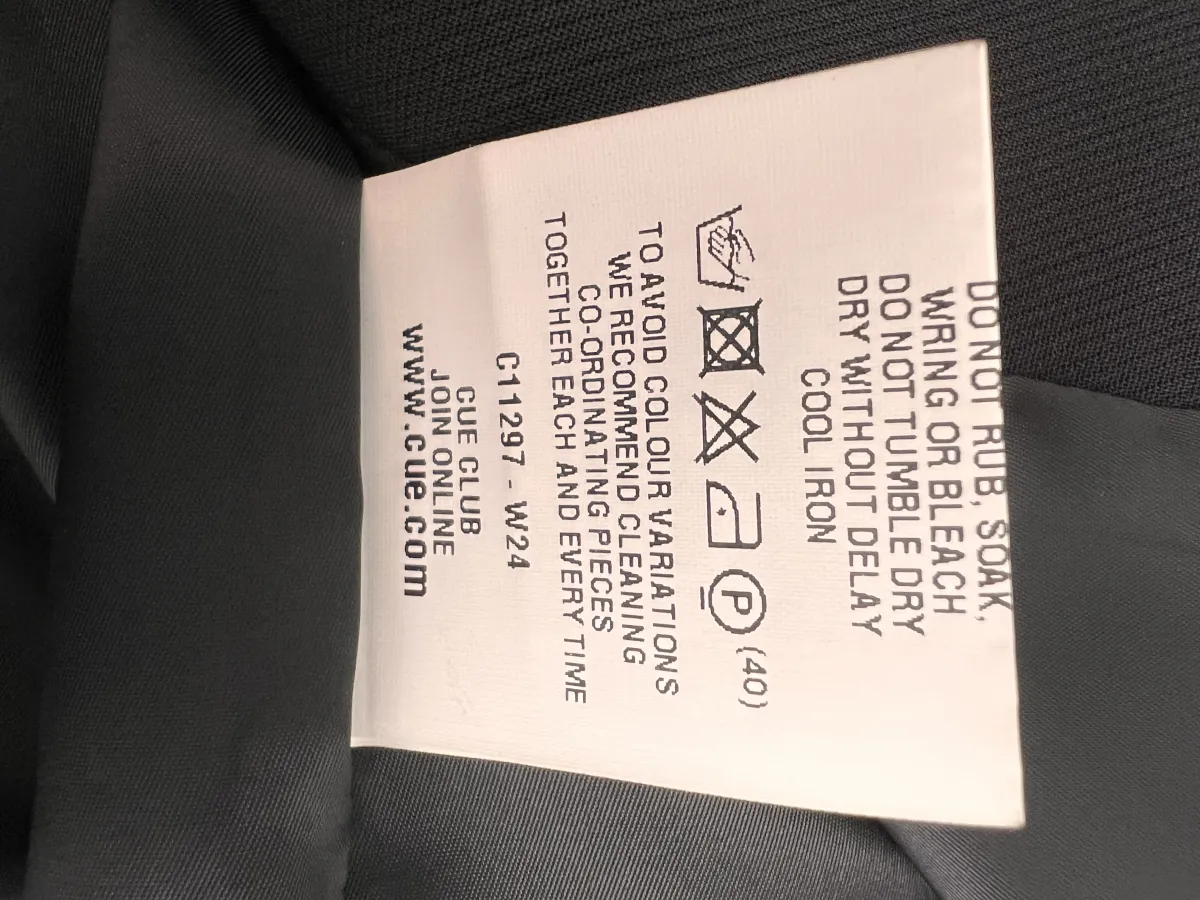 DO NOT RUB, SOAK,
WRING OR BLEACH
DO NOT TUMBLE DRY
DRY WITHOUT DELAY
COOL IRON
P (40)
TO AVOID COLOUR VARIATIONS
WE RECOMMEND CLEANING
CO-ORDINATING PIECES
TOGETHER EACH AND EVERY TIME
C11297 - W24
CUE CLUB
JOIN ONLINE
www.cue.com